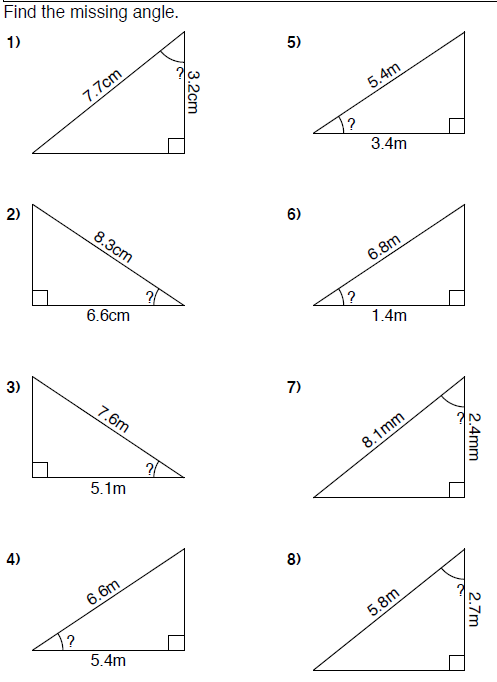 Find the missing angle.
1)
7.7cm
?
3.2cm
2)
8.3cm
?
6.6cm
3)
7.6m
?
5.1m
4)
6.6m
?
5.4m
5)
5.4m
?
3.4m
6)
6.8m
?
1.4m
7)
8.1mm
?
2.4mm
8)
5.8m
?
2.7m